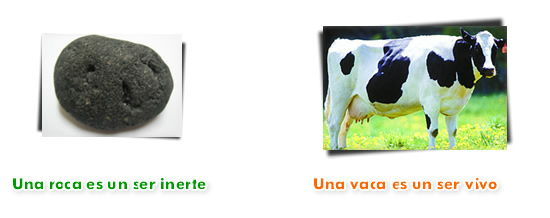 Una roca es un ser inerte
Una vaca es un ser vivo